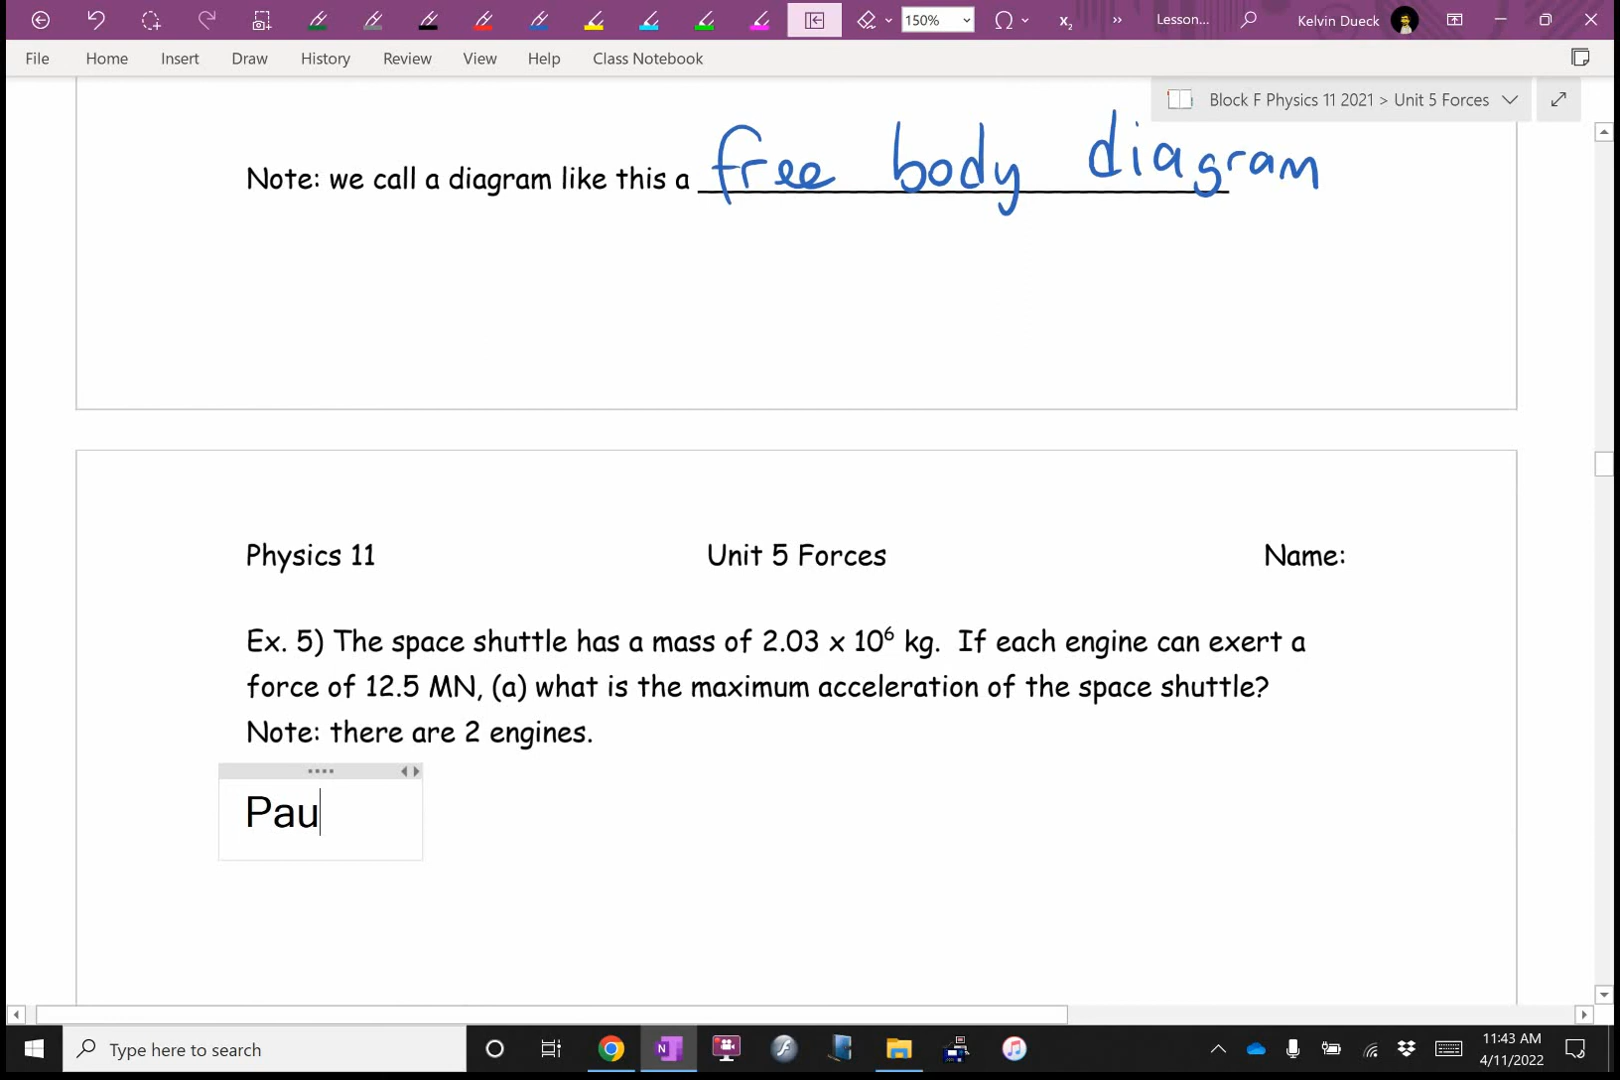 150%
Ω
x₂
Lesson...
Kelvin Dueck
File
Home
Insert
Draw
History
Review
View
Help
Class Notebook
Block F Physics 11 2021 > Unit 5 Forces
Note: we call a diagram like this a free body diagram
Physics 11 Unit 5 Forces Name:
Ex. 5) The space shuttle has a mass of 2.03 x 10⁶ kg. If each engine can exert a
force of 12.5 MN, (a) what is the maximum acceleration of the space shuttle?
Note: there are 2 engines.
Pau
Type here to search
N
11:43 AM
4/11/2022